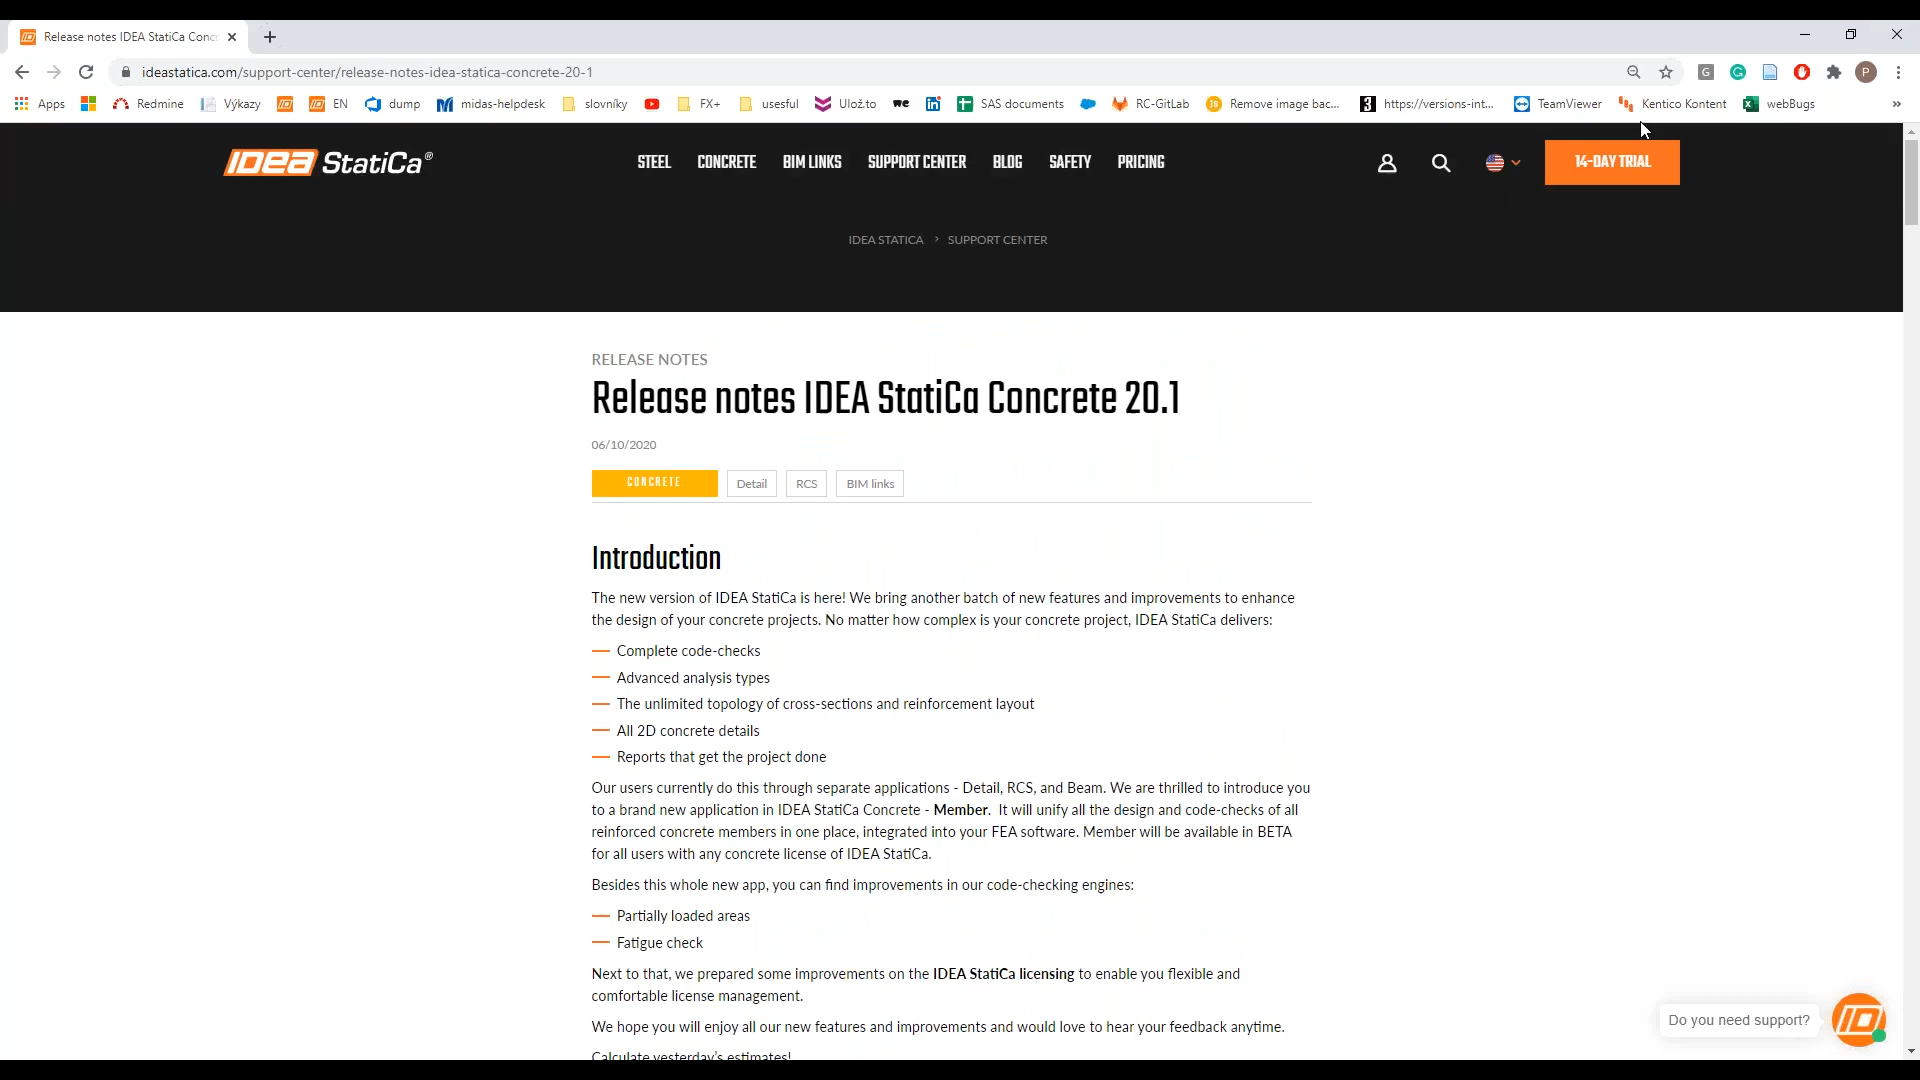 Release notes IDEA StatiCa Conc
ideastatica.com/support-center/release-notes-idea-statica-concrete-20-1
P
Apps Redmine Výkazy EN dump midas-helpdesk slovníky FX+ usesful Ulož.to we SAS documents RC-GitLab Remove image bac... https://versions-int... TeamViewer Kentico Kontent webBugs »
IDEA StatiCa® STEEL CONCRETE BIM LINKS SUPPORT CENTER BLOG SAFETY PRICING 14-DAY TRIAL
IDEA STATICA > SUPPORT CENTER
RELEASE NOTES
Release notes IDEA StatiCa Concrete 20.1
06/10/2020
CONCRETE Detail RCS BIM links
Introduction
The new version of IDEA StatiCa is here! We bring another batch of new features and improvements to enhance
the design of your concrete projects. No matter how complex is your concrete project, IDEA StatiCa delivers:
Complete code-checks
Advanced analysis types
The unlimited topology of cross-sections and reinforcement layout
All 2D concrete details
Reports that get the project done
Our users currently do this through separate applications - Detail, RCS, and Beam. We are thrilled to introduce you
to a brand new application in IDEA StatiCa Concrete - Member. It will unify all the design and code-checks of all
reinforced concrete members in one place, integrated into your FEA software. Member will be available in BETA
for all users with any concrete license of IDEA StatiCa.
Besides this whole new app, you can find improvements in our code-checking engines:
Partially loaded areas
Fatigue check
Next to that, we prepared some improvements on the IDEA StatiCa licensing to enable you flexible and
comfortable license management.
We hope you will enjoy all our new features and improvements and would love to hear your feedback anytime.
Calculate yesterday's estimates!
Do you need support?